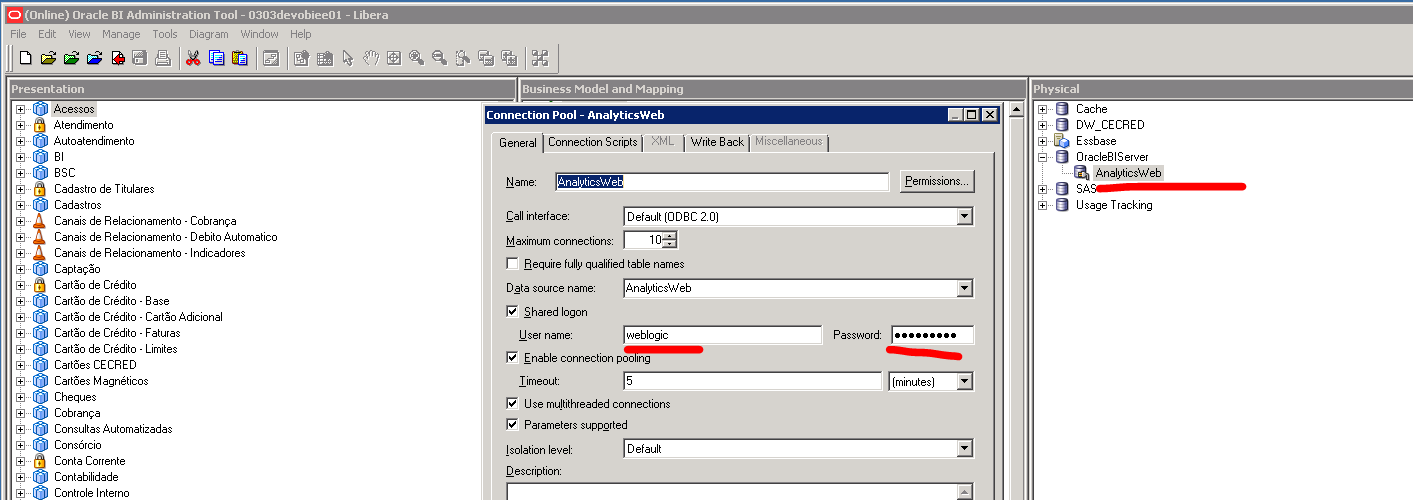 (Online) Oracle BI Administration Tool - 0303devobiee01 - Libera
File Edit View Manage Tools Diagram Window Help
Presentation
Acessos
Atendimento
Autoatendimento
BI
BSC
Cadastro de Titulares
Cadastros
Canais de Relacionamento - Cobrança
Canais de Relacionamento - Debito Automatico
Canais de Relacionamento - Indicadores
Captação
Cartão de Crédito
Cartão de Crédito - Base
Cartão de Crédito - Cartão Adicional
Cartão de Crédito - Faturas
Cartão de Crédito - Limites
Cartões CECRED
Cartões Magnéticos
Cheques
Cobrança
Consultas Automatizadas
Consórcio
Conta Corrente
Contabilidade
Controle Interno
Business Model and Mapping
Connection Pool - AnalyticsWeb
General Connection Scripts XML Write Back Miscellaneous
Name: AnalyticsWeb Permissions...
Call interface: Default (ODBC 2.0)
Maximum connections: 10
Require fully qualified table names
Data source name: AnalyticsWeb
Shared logon
User name: weblogic Password: •••••••••
Enable connection pooling
Timeout: 5 (minutes)
Use multithreaded connections
Parameters supported
Isolation level: Default
Description:
Physical
Cache
DW_CECRED
Essbase
OracleBIServer
AnalyticsWeb
SAS
Usage Tracking